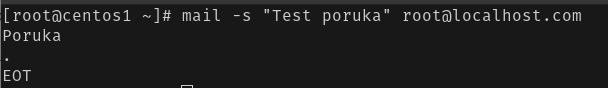 [root@centos1 ~]# mail -s "Test poruka" root@localhost.com
Poruka
.
EOT